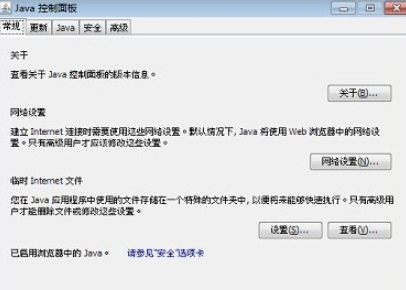 Java 控制面板
常规 更新 Java 安全 高级
关于
查看关于 Java 控制面板的版本信息。
关于(B)...
网络设置
建立 Internet 连接时需要使用这些网络设置。默认情况下，Java 将使用 Web 浏览器中的网络设
置。只有高级用户才应该修改这些设置。
网络设置(N)...
临时 Internet 文件
您在 Java 应用程序中使用的文件存储在一个特殊的文件夹中，以便将来能够快速执行。只有高级用
户才能删除文件或修改这些设置。
设置(S)... 查看(V)...
已启用浏览器中的 Java。 请参见"安全"选项卡